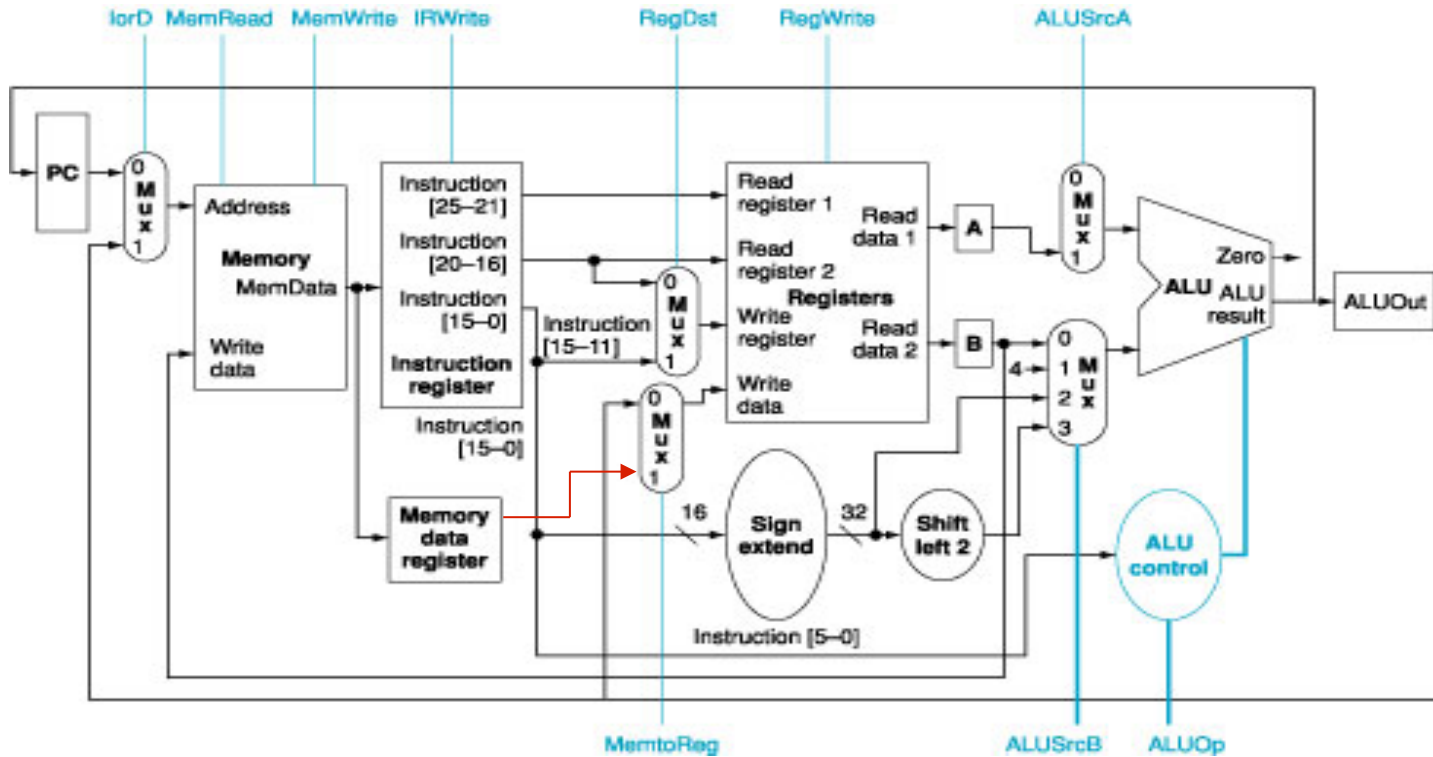 IorD MemRead MemWrite IRWrite RegDst RegWrite ALUSrcA
PC
0
M
u
x
1
Address
Memory
MemData
Write
data
Instruction
[25–21]
Instruction
[20–16]
Instruction
[15–0]
Instruction
register
Instruction
[15–11]
Instruction
[15–0]
Memory
data
register
0
M
u
x
1
0
M
u
x
1
Read
register 1
Read
register 2
Registers
Write
register
Write
data
Read
data 1
Read
data 2
A
B
0
M
u
x
1
4
0
1 M
2 u
3 x
Zero
ALU
ALU
result
ALUOut
16
Sign
extend
32
Shift
left 2
ALU
control
Instruction [5–0]
MemtoReg ALUSrcB ALUOp